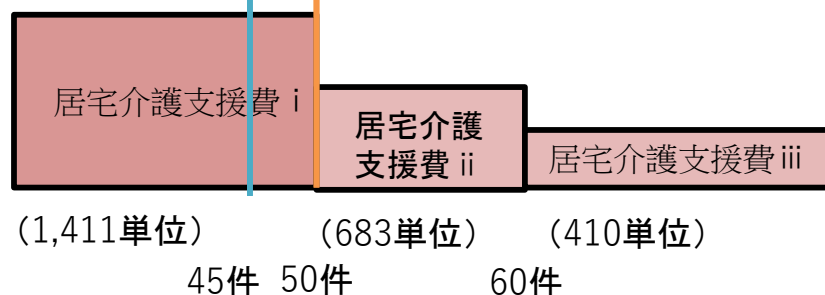 居宅介護支援費ⅰ
居宅介護
支援費ⅱ
居宅介護支援費ⅲ
(1,411単位)
(683単位)
(410単位)
45件
50件
60件